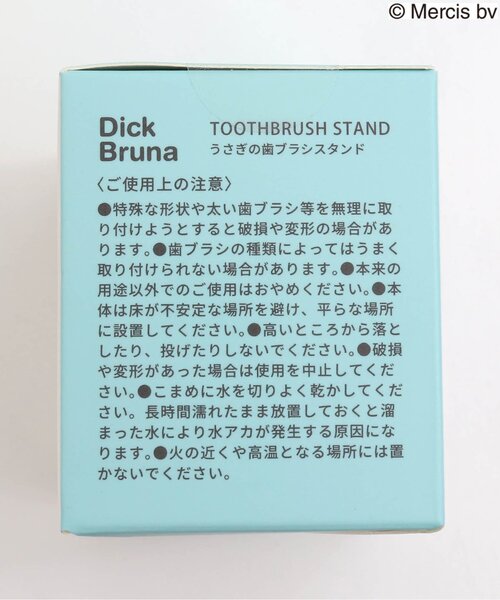 © Mercis bv
Dick
Bruna
TOOTHBRUSH STAND
うさぎの歯ブラシスタンド
〈ご使用上の注意〉
●特殊な形状や太い歯ブラシ等を無理に取
り付けようとすると破損や変形の場合があ
ります。●歯ブラシの種類によってはうまく
取り付けられない場合があります。●本来の
用途以外でのご使用はおやめください。●本
体は床が不安定な場所を避け、平らな場所
に設置してください。●高いところから落と
したり、投げたりしないでください。●破損
や変形があった場合は使用を中止してくだ
さい。●こまめに水を切りよく乾かしてくだ
さい。長時間濡れたまま放置しておくと溜
まった水により水アカが発生する原因にな
ります。●火の近くや高温となる場所には置
かないでください。